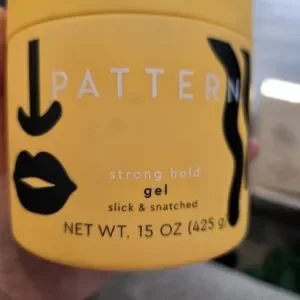 PATTERN
strong hold
gel
slick & snatched
NET WT. 15 OZ (425 g)